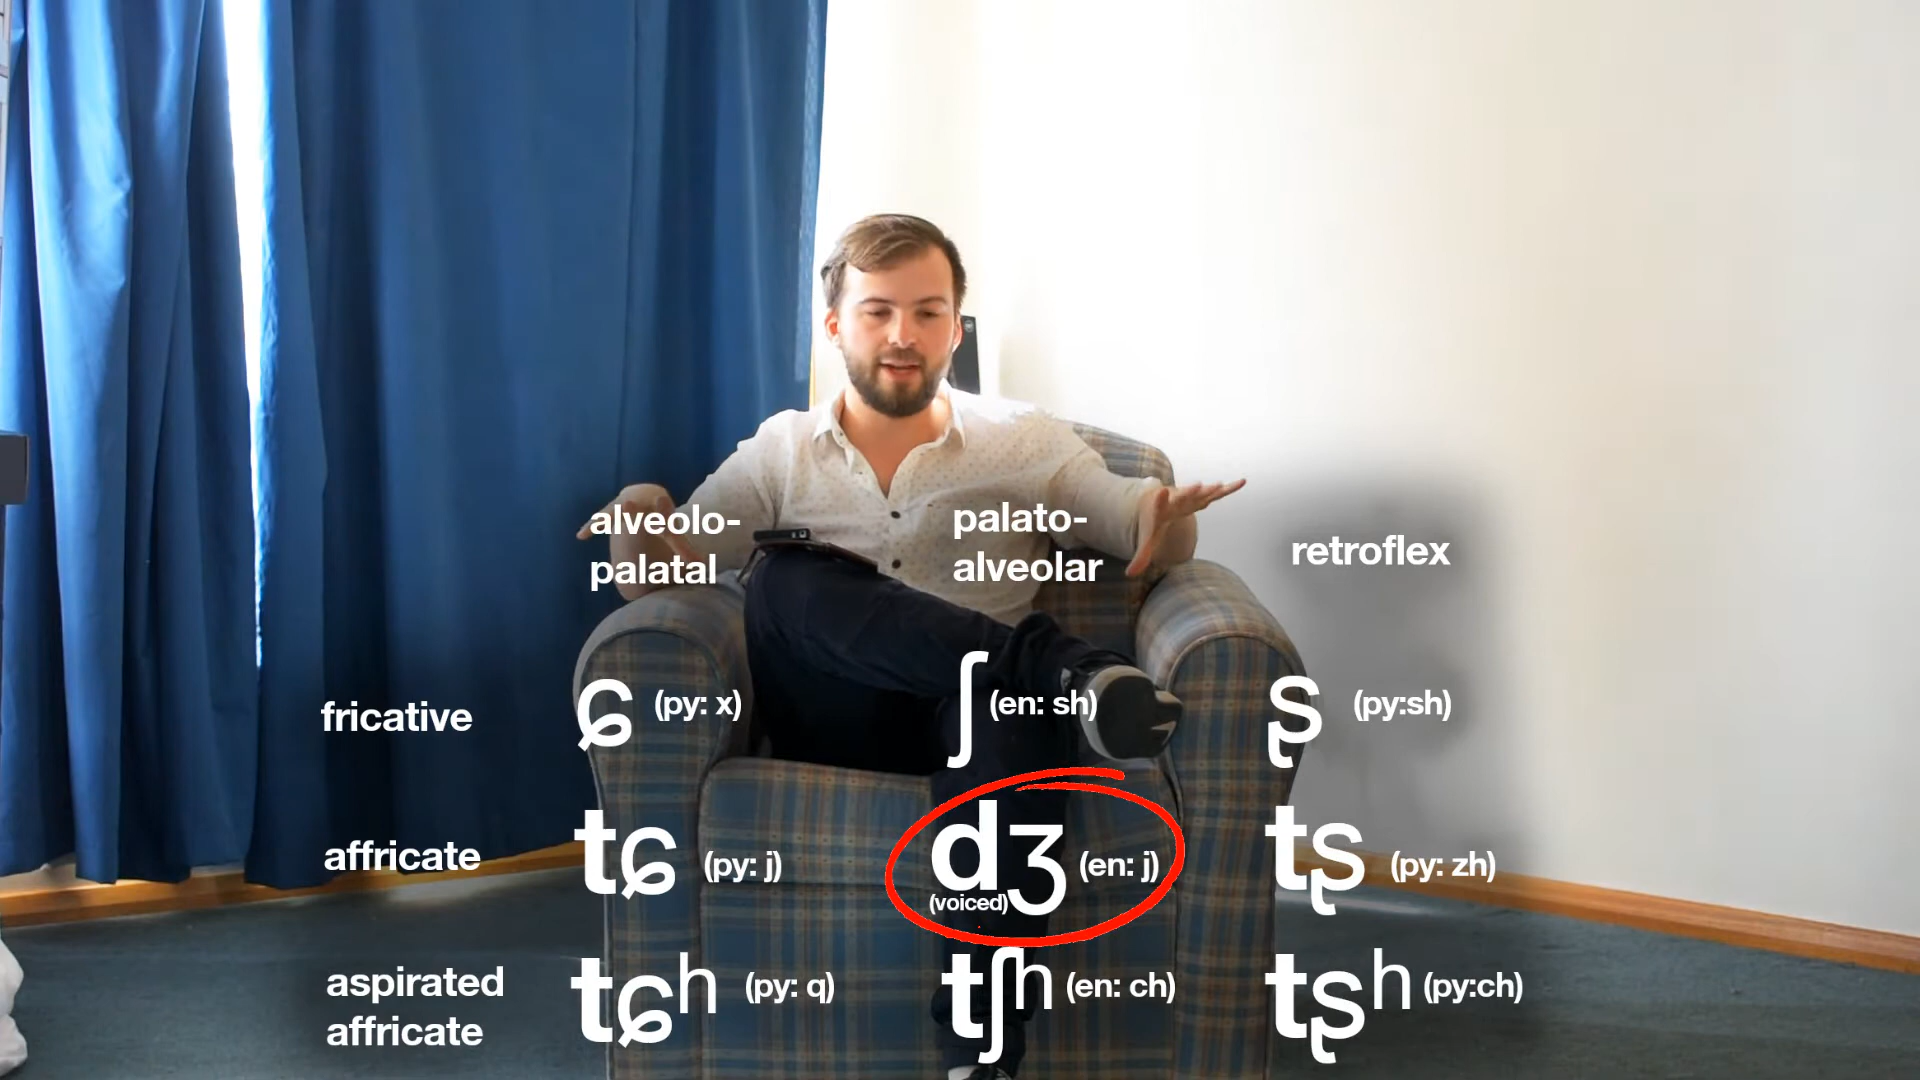 alveolo-
palatal
palato-
alveolar
retroflex
fricative ɕ (py: x) ʃ (en: sh) ʂ (py:sh)
affricate tɕ (py: j) dʒ (en: j) tʂ (py: zh)
(voiced)
aspirated
affricate tɕh (py: q) tʃh (en: ch) tʂh (py:ch)